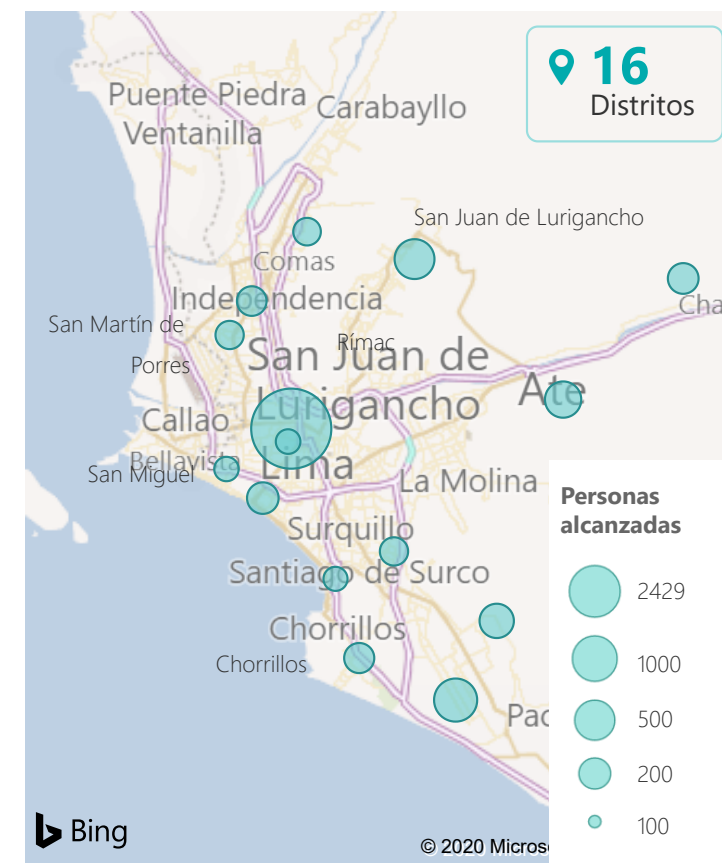 16
Distritos
Puente Piedra
Carabayllo
Ventanilla
San Juan de Lurigancho
Comas
Independencia
Cha
San Martín de
Porres
Rímac
San Juan de
Lurigancho
Ate
Callao
Bellavista
San Miguel
Lima
La Molina
Surquillo
Santiago de Surco
Chorrillos
Chorrillos
Pac
Personas
alcanzadas
2429
1000
500
200
100
Bing
© 2020 Micros